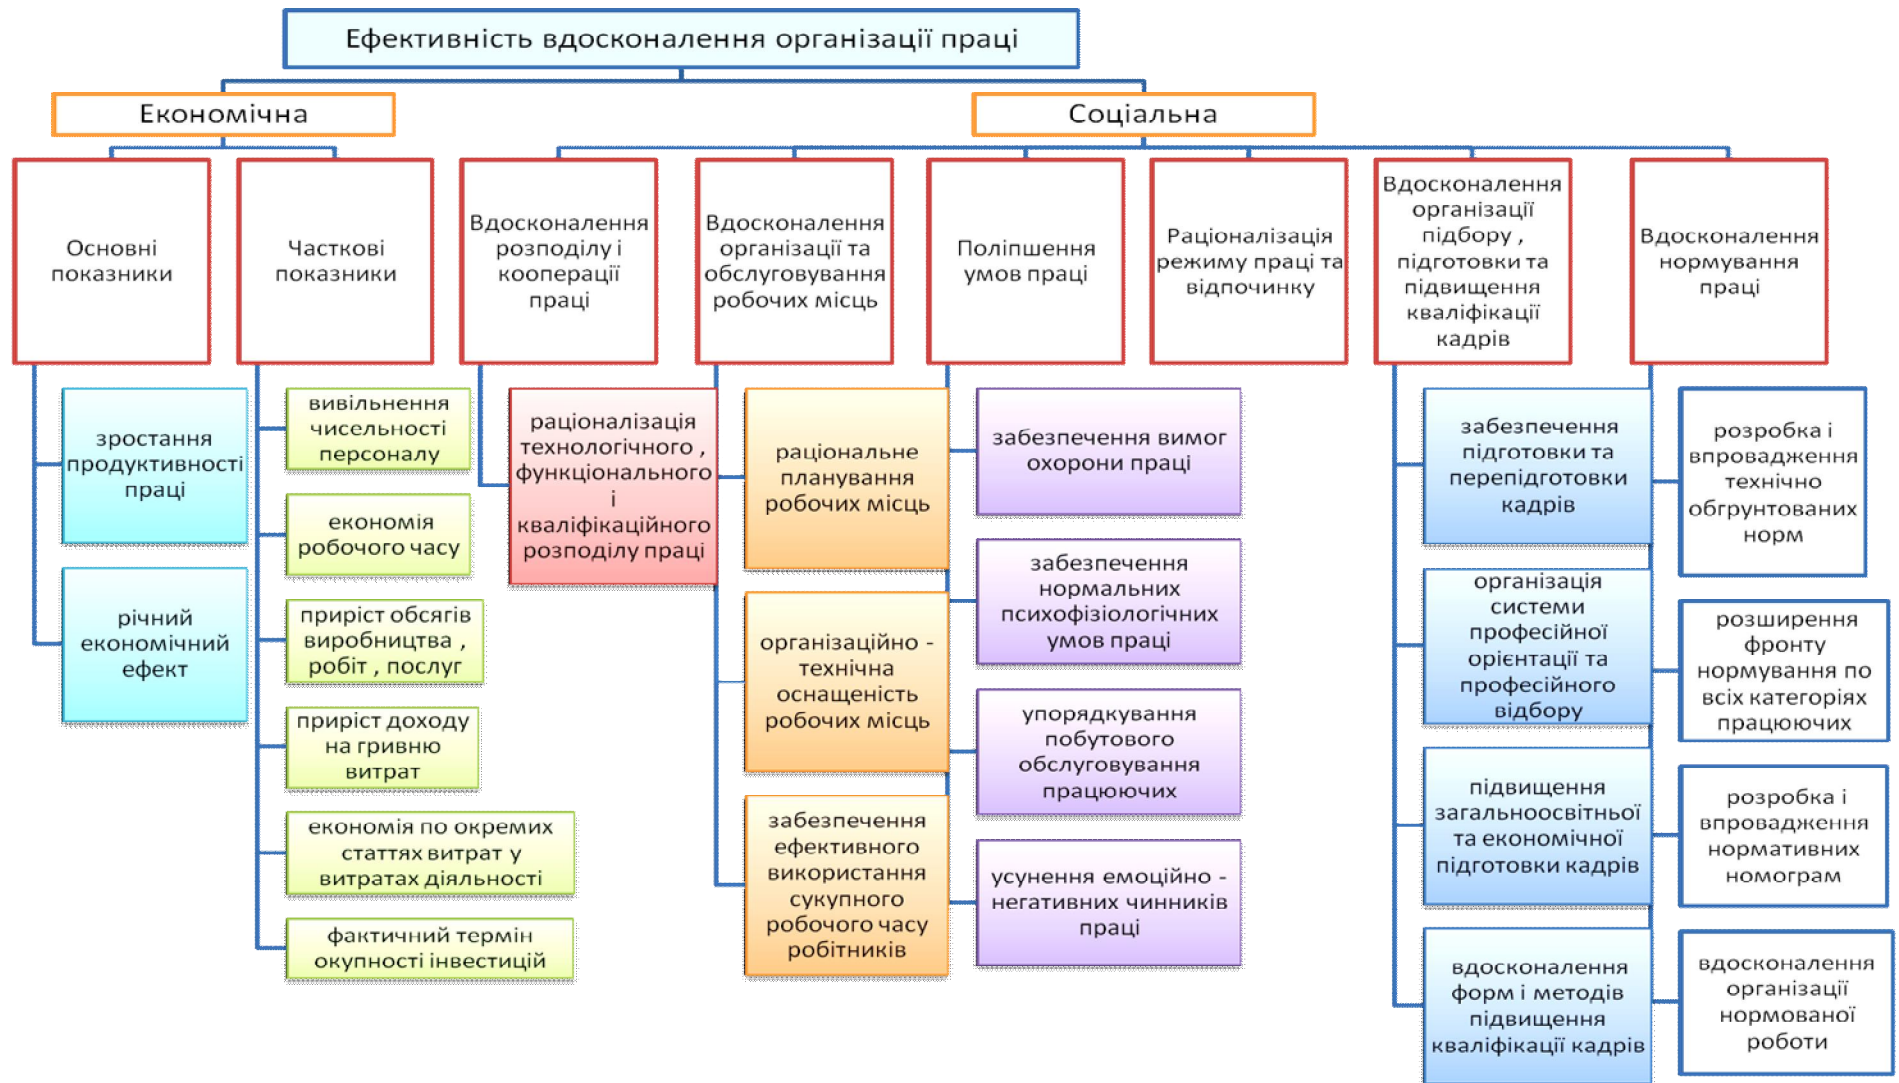 Ефективність вдосконалення організації праці
Економічна
Соціальна
Основні
показники
Часткові
показники
Вдосконалення
розподілу і
кооперації
праці
Вдосконалення
організації та
обслуговування
робочих місць
Поліпшення
умов праці
Раціоналізація
режиму праці та
відпочинку
Вдосконалення
організації
підбору ,
підготовки та
підвищення
кваліфікації
кадрів
Вдосконалення
нормування
праці
зростання
продуктивності
праці
річний
економічний
ефект
вивільнення
чисельності
персоналу
економія
робочого часу
приріст обсягів
виробництва ,
робіт , послуг
приріст доходу
на гривню
витрат
економія по окремих
статтях витрат у
витратах діяльності
фактичний термін
окупності інвестицій
раціоналізація
технологічного ,
функціонального
і
кваліфікаційного
розподілу праці
раціональне
планування
робочих місць
організаційно -
технічна
оснащеність
робочих місць
забезпечення
ефективного
використання
сукупного
робочого часу
робітників
забезпечення вимог
охорони праці
забезпечення
нормальних
психофізіологічних
умов праці
упорядкування
побутового
обслуговування
працюючих
усунення емоційно -
негативних чинників
праці
забезпечення
підготовки та
перепідготовки
кадрів
організація
системи
професійної
орієнтації та
професійного
відбору
підвищення
загальноосвітньої
та економічної
підготовки кадрів
вдосконалення
форм і методів
підвищення
кваліфікації кадрів
розробка і
впровадження
технічно
обгрунтованих
норм
розширення
фронту
нормування по
всіх категоріях
працюючих
розробка і
впровадження
нормативних
номограм
вдосконалення
організації
нормованої
роботи